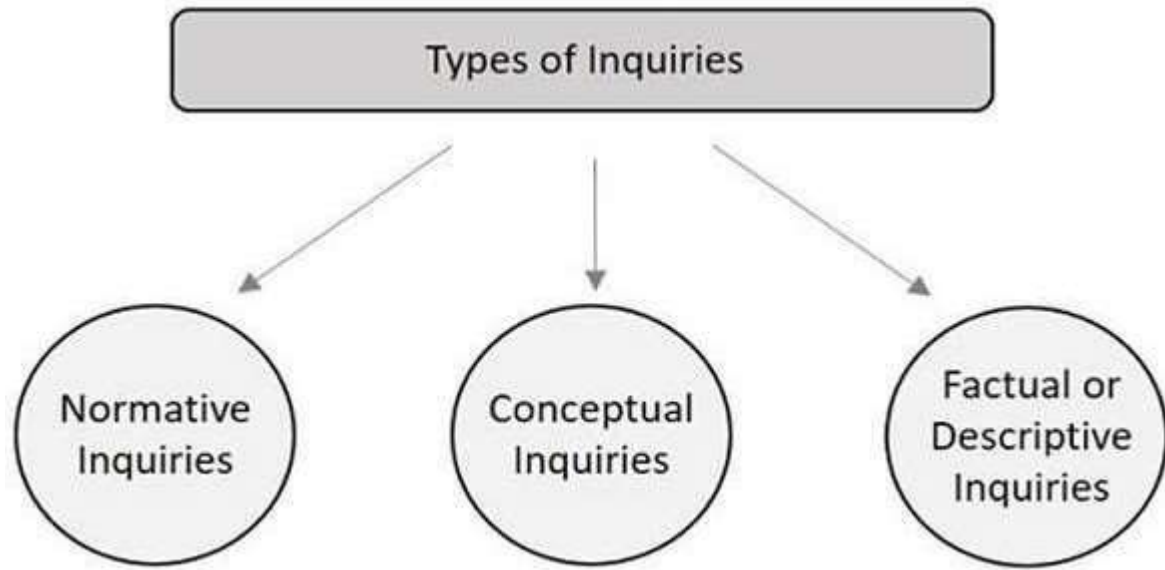 Types of Inquiries
Normative
Inquiries
Conceptual
Inquiries
Factual or
Descriptive
Inquiries